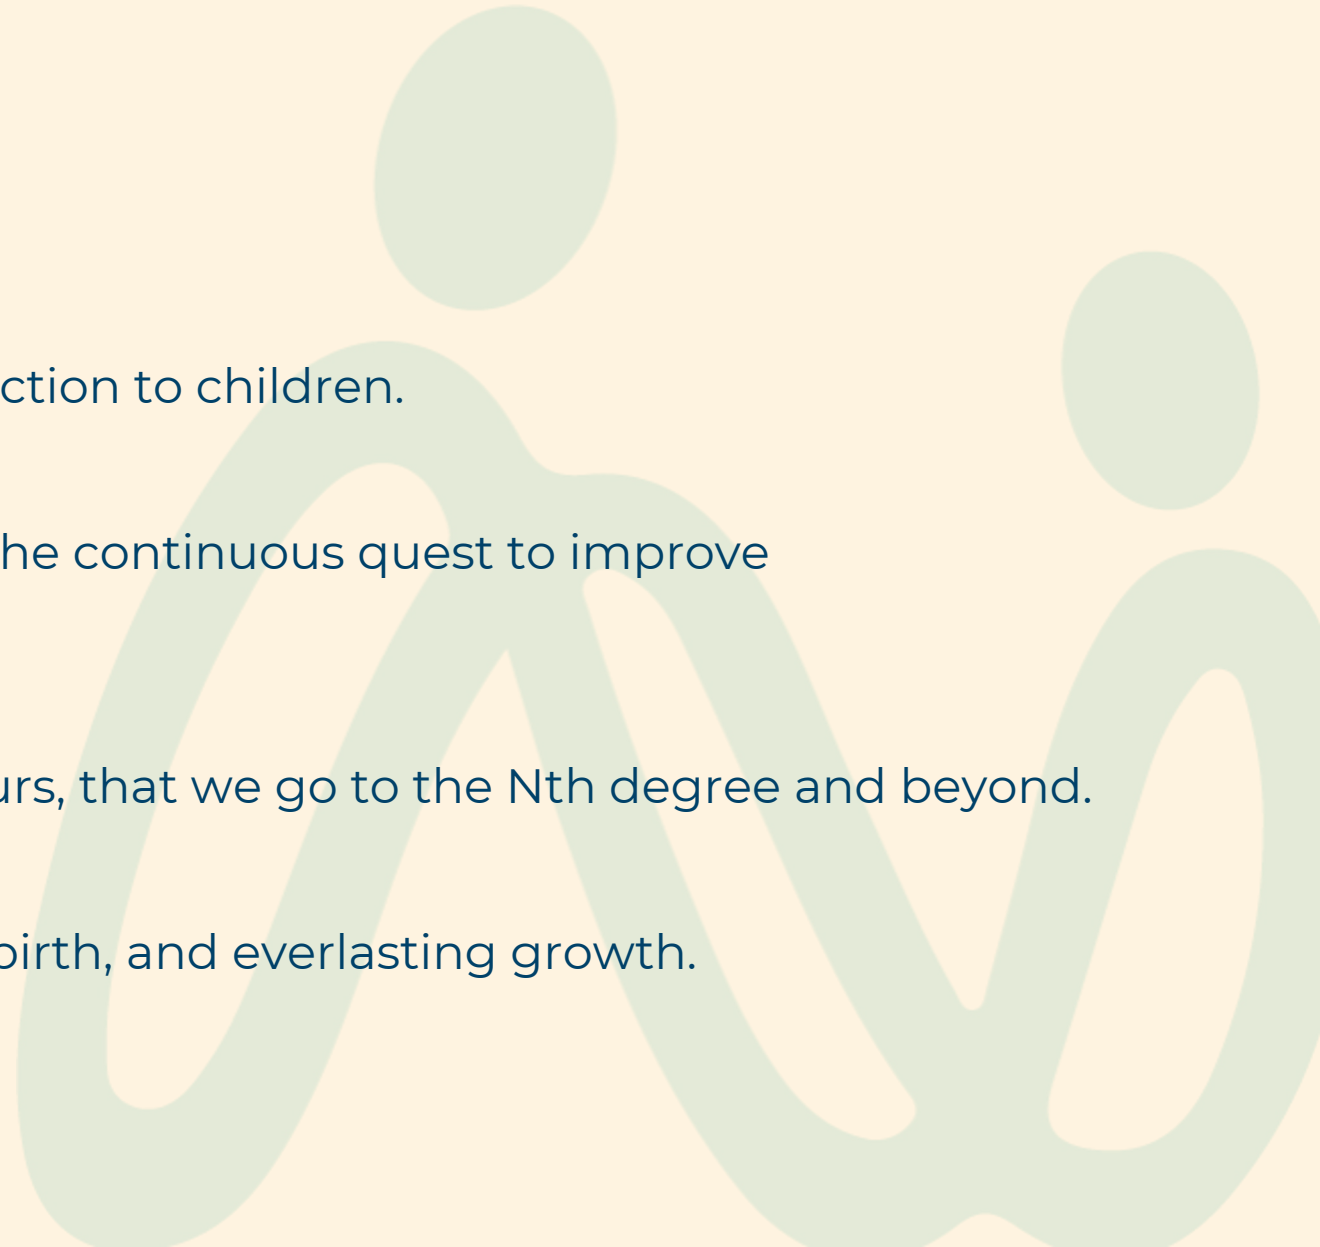 ction to children.
he continuous quest to improve
urs, that we go to the Nth degree and beyond.
birth, and everlasting growth.